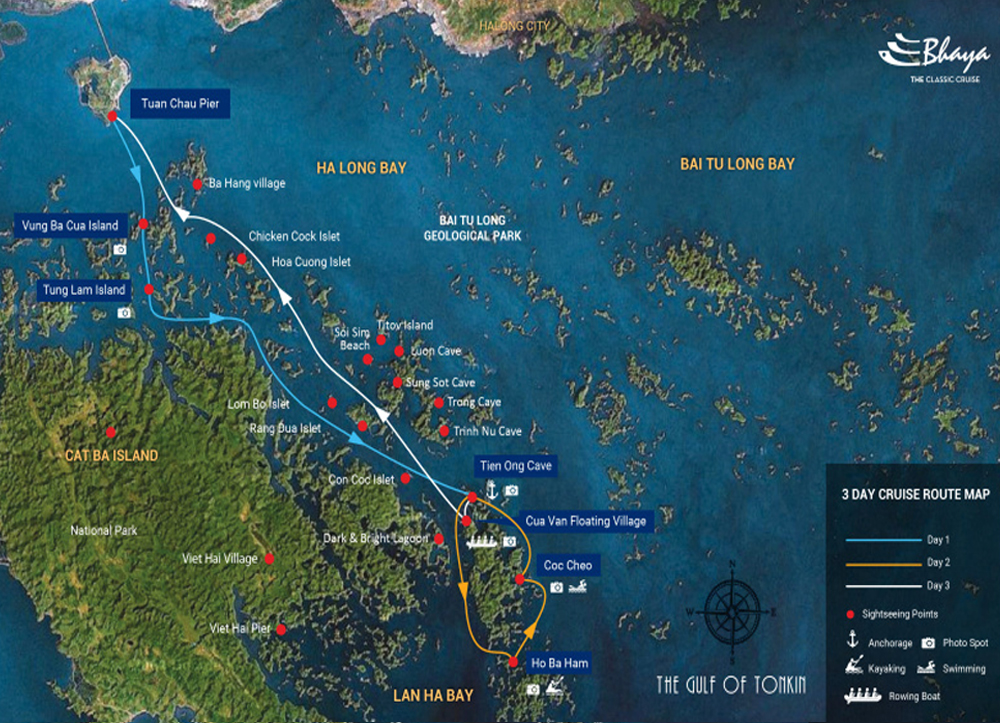 HALONG CITY
Bhaya
THE CLASSIC CRUISE
Tuan Chau Pier
HA LONG BAY
BAI TU LONG BAY
Ba Hang village
Vung Ba Cua Island
BAI TU LONG
GEOLOGICAL PARK
Chicken Cock Islet
Hoa Cuong Islet
Tung Lam Island
Titov Island
Soi Sim
Beach
Luon Cave
Sung Sot Cave
Lom Bo Islet
Trong Cave
Rang Dua Islet
Trinh Nu Cave
CAT BA ISLAND
Tien Ong Cave
Con Coc Islet
3 DAY CRUISE ROUTE MAP
Cua Van Floating Village
National Park
Dark & Bright Lagoon
Day 1
Viet Hai Village
Coc Cheo
Day 2
Day 3
N
W
E
S
Sightseeing Points
Viet Hai Pier
Anchorage
Photo Spot
Ho Ba Ham
Kayaking
Swimming
LAN HA BAY
THE GULF OF TONKIN
Rowing Boat